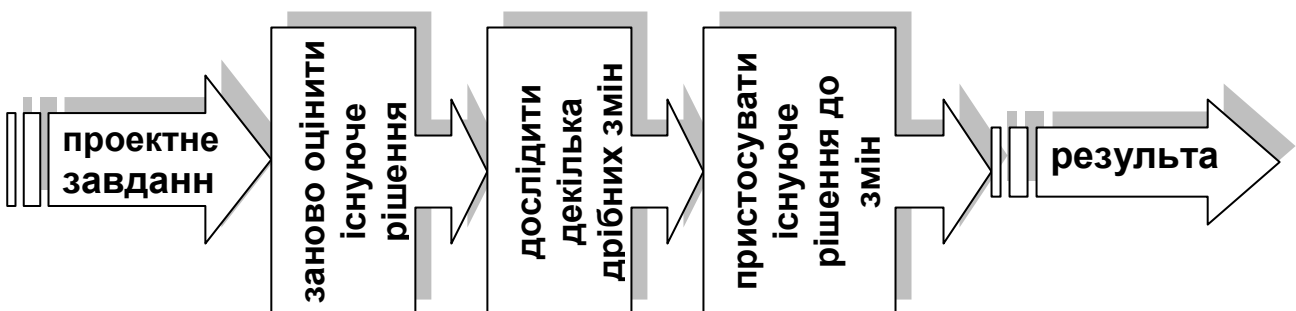 проектне
завданн
заново оцінити
існуюче
рішення
дослідити
декілька
дрібних змін
пристосувати
існуюче
рішення до
змін
результа